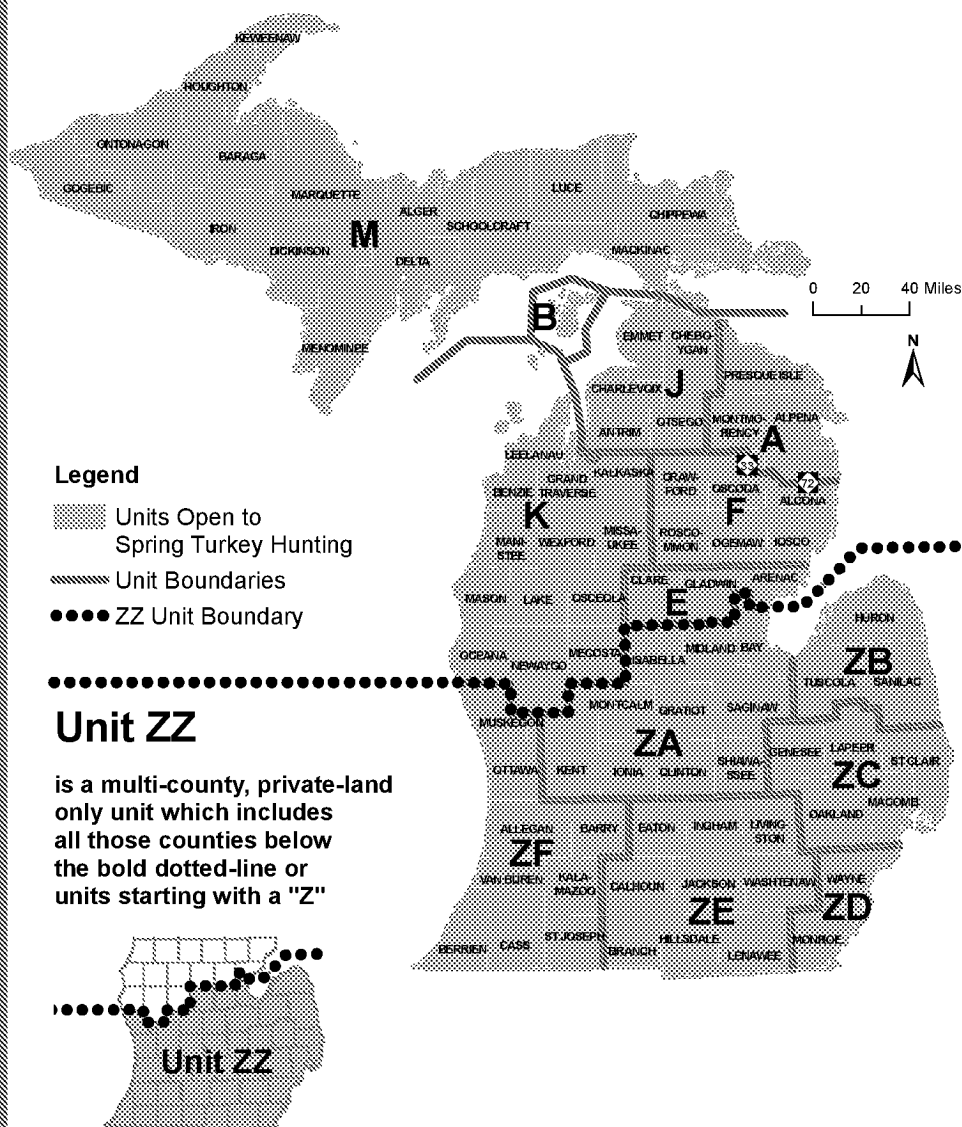 KEWEENAW
HOUGHTON
ONTONAGON
BARAGA
GOGEBIC
MARQUETTE
LUCE
ALGER
CHIPPEWA
SCHOOLCRAFT
IRON
M
DICKINSON
MACKINAC
DELTA
0 20 40 Miles
B
N
EMMET
CHEBO-
YGAN
MENOMINEE
PRESQUE ISLE
CHARLEVOIX
J
OTSEGO
MONTMO-
RENCY
ALPENA
ANTRIM
A
LEELANAU
33
KALKASKA
GRAND
TRAVERSE
CRAW-
FORD
OSCODA
72
ALCONA
BENZIE
K
F
MANI-
STEE
WEXFORD
MISSA-
UKEE
ROSCO
MMON
OGEMAW
IOSCO
CLARE
GLADWIN
ARENAC
MASON
LAKE
OSCEOLA
E
HURON
OCEANA
NEWAYGO
MECOSTA
ISABELLA
MIDLAND
BAY
ZB
TUSCOLA
SANILAC
MUSKEGON
MONTCALM
GRATIOT
SAGINAW
ZA
GENESEE
LAPEER
ST CLAIR
OTTAWA
KENT
IONIA
CLINTON
SHIAWA-
SSEE
ZC
MACOMB
OAKLAND
ALLEGAN
BARRY
EATON
INGHAM
LIVING
STON
ZF
VAN BUREN
KALA-
MAZOO
CALHOUN
JACKSON
WASHTENAW
WAYNE
ZE
ZD
BERRIEN
CASS
ST JOSEPH
BRANCH
HILLSDALE
LENAWEE
MONROE
Legend
Units Open to
Spring Turkey Hunting
Unit Boundaries
ZZ Unit Boundary
Unit ZZ
is a multi-county, private-land
only unit which includes
all those counties below
the bold dotted-line or
units starting with a "Z"
Unit ZZ